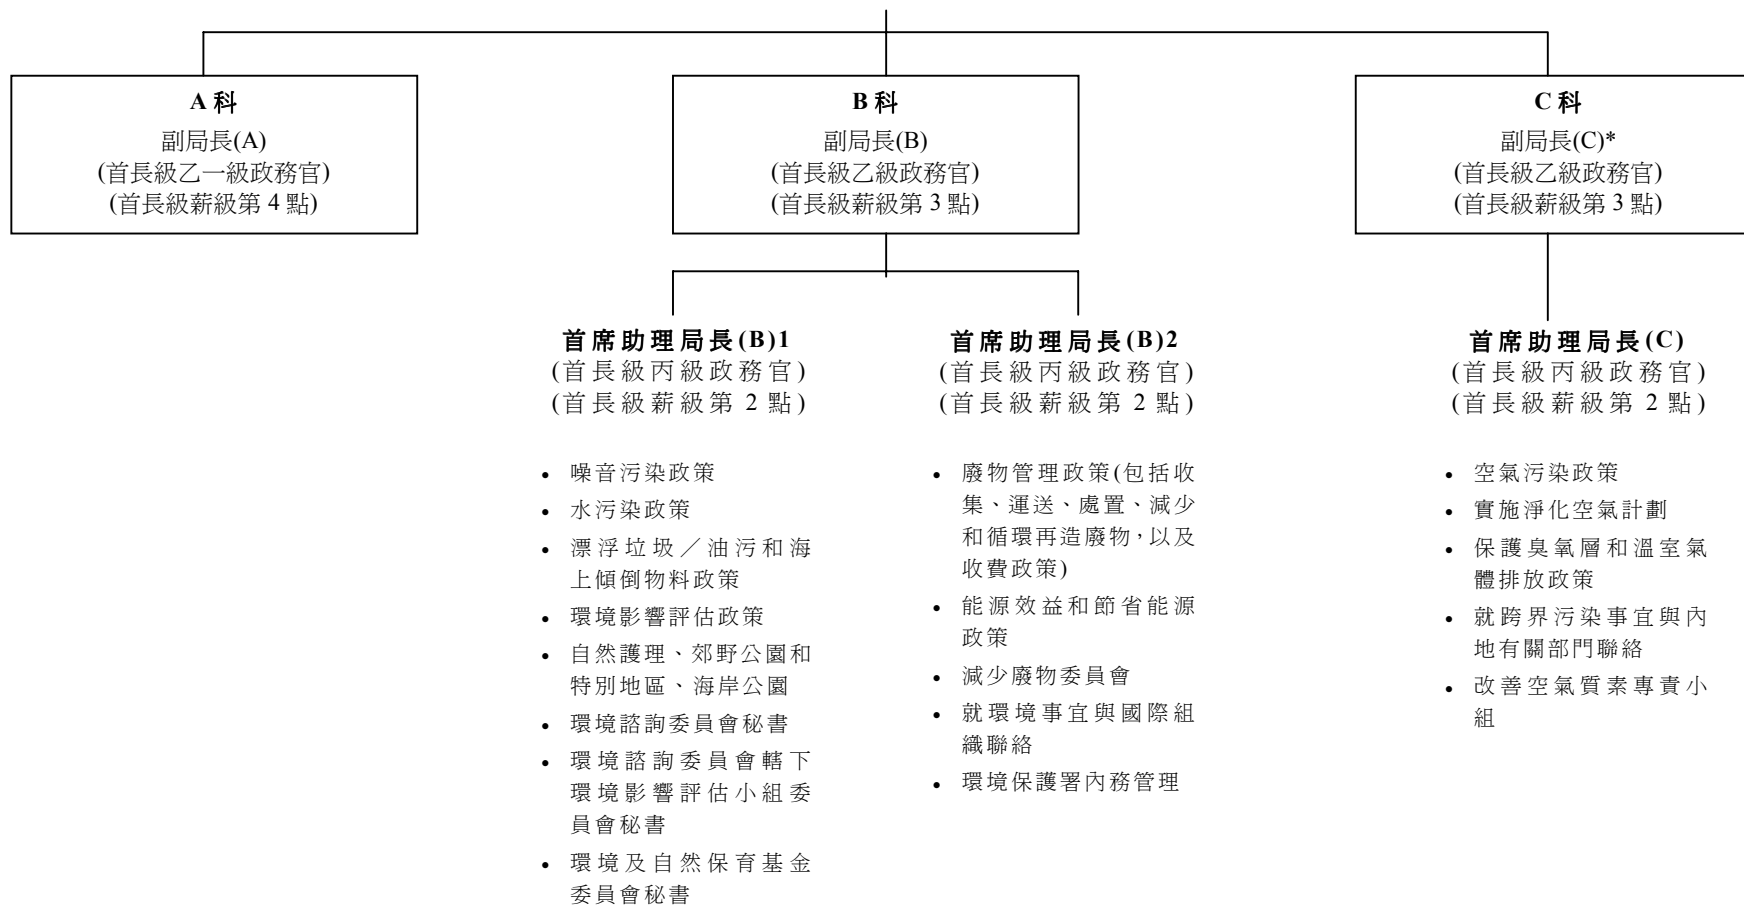 A 科
副局長(A)
(首長級乙一級政務官)
(首長級薪級第 4 點)
B 科
副局長(B)
(首長級乙級政務官)
(首長級薪級第 3 點)
C 科
副局長(C)*
(首長級乙級政務官)
(首長級薪級第 3 點)
首席助理局長(B)1
(首長級丙級政務官)
(首長級薪級第 2 點)
• 噪音污染政策
• 水污染政策
• 漂浮垃圾／油污和海
上傾倒物料政策
• 環境影響評估政策
• 自然護理、郊野公園和
特別地區、海岸公園
• 環境諮詢委員會秘書
• 環境諮詢委員會轄下
環境影響評估小組委
員會秘書
• 環境及自然保育基金
委員會秘書
首席助理局長(B)2
(首長級丙級政務官)
(首長級薪級第 2 點)
• 廢物管理政策(包括收
集、運送、處置、減少
和循環再造廢物，以及
收費政策)
• 能源效益和節省能源
政策
• 減少廢物委員會
• 就環境事宜與國際組
織聯絡
• 環境保護署內務管理
首席助理局長(C)
(首長級丙級政務官)
(首長級薪級第 2 點)
• 空氣污染政策
• 實施淨化空氣計劃
• 保護臭氧層和溫室氣
體排放政策
• 就跨界污染事宜與內
地有關部門聯絡
• 改善空氣質素專責小
組